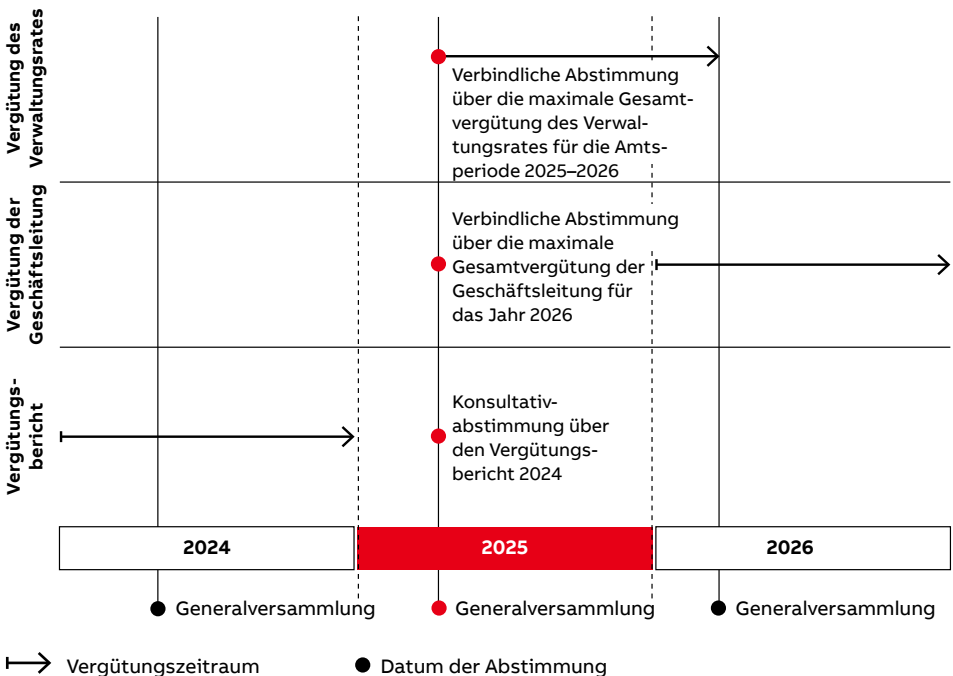 Vergütung des
Verwaltungsrates
Verbindliche Abstimmung
über die maximale Gesamt-
vergütung des Verwal-
tungsrates für die Amts-
periode 2025–2026
Vergütung der
Geschäftsleitung
Verbindliche Abstimmung
über die maximale
Gesamtvergütung der
Geschäftsleitung für
das Jahr 2026
Vergütungs-
bericht
Konsultativ-
abstimmung über
den Vergütungs-
bericht 2024
2024
2025
2026
Generalversammlung
Generalversammlung
Generalversammlung
Vergütungszeitraum
Datum der Abstimmung